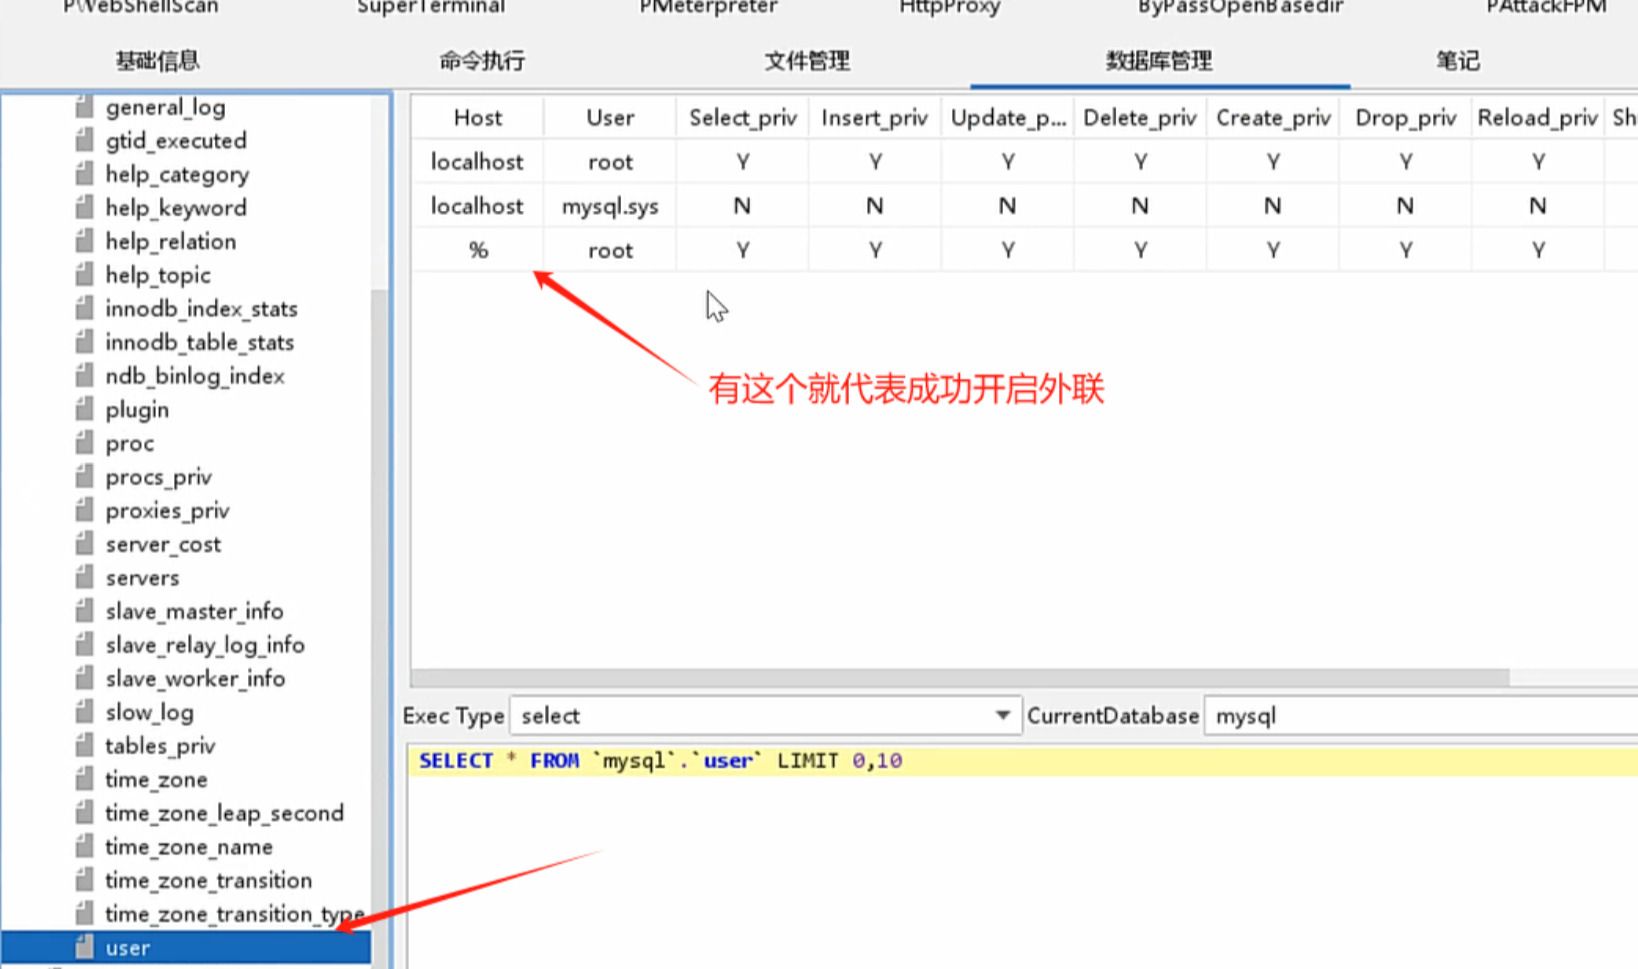 PWebShellScan SuperTerminal PMeterpreter HttpProxy ByPassOpenBasedir PAttackFPM
基础信息 命令执行 文件管理 数据库管理 笔记
general_log
gtid_executed
help_category
help_keyword
help_relation
help_topic
innodb_index_stats
innodb_table_stats
ndb_binlog_index
plugin
proc
procs_priv
proxies_priv
server_cost
servers
slave_master_info
slave_relay_log_info
slave_worker_info
slow_log
tables_priv
time_zone
time_zone_leap_second
time_zone_name
time_zone_transition
time_zone_transition_type
user
Host User Select_priv Insert_priv Update_p... Delete_priv Create_priv Drop_priv Reload_priv Sh
localhost root Y Y Y Y Y Y Y
localhost mysql.sys N N N N N N N
% root Y Y Y Y Y Y Y
有这个就代表成功开启外联
Exec Type select CurrentDatabase mysql
SELECT * FROM `mysql`.`user` LIMIT 0,10